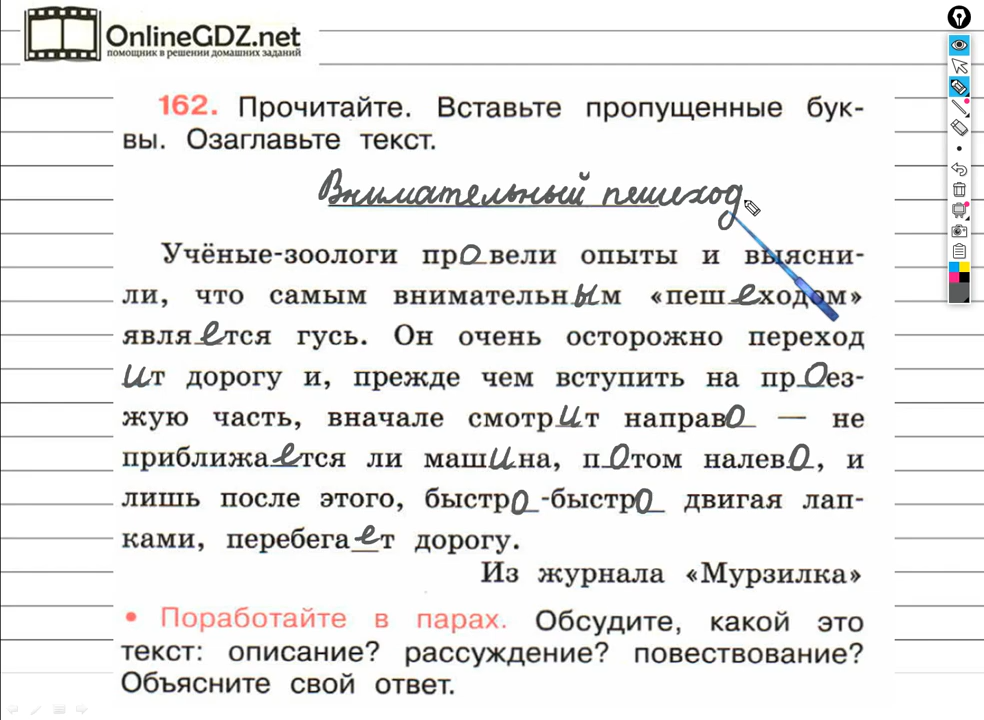 OnlineGDZ.net
помощник в решении домашних заданий
162. Прочитайте. Вставьте пропущенные бук-
вы. Озаглавьте текст.
Внимательный пешеход
Учёные-зоологи провели опыты и выясни-
ли, что самым внимательным «пешеходом»
является гусь. Он очень осторожно переход
ит дорогу и, прежде чем вступить на проез-
жую часть, вначале смотрит направо — не
приближается ли машина, потом налево, и
лишь после этого, быстро-быстро двигая лап-
ками, перебегает дорогу.
Из журнала «Мурзилка»
• Поработайте в парах. Обсудите, какой это
текст: описание? рассуждение? повествование?
Объясните свой ответ.